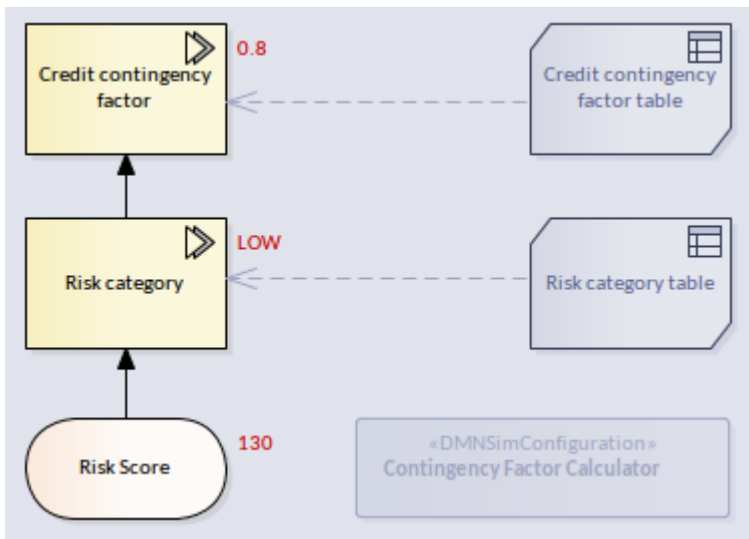 Credit contingency
factor
0.8
Credit contingency
factor table
Risk category
LOW
Risk category table
Risk Score
130
«DMNSimConfiguration»
Contingency Factor Calculator